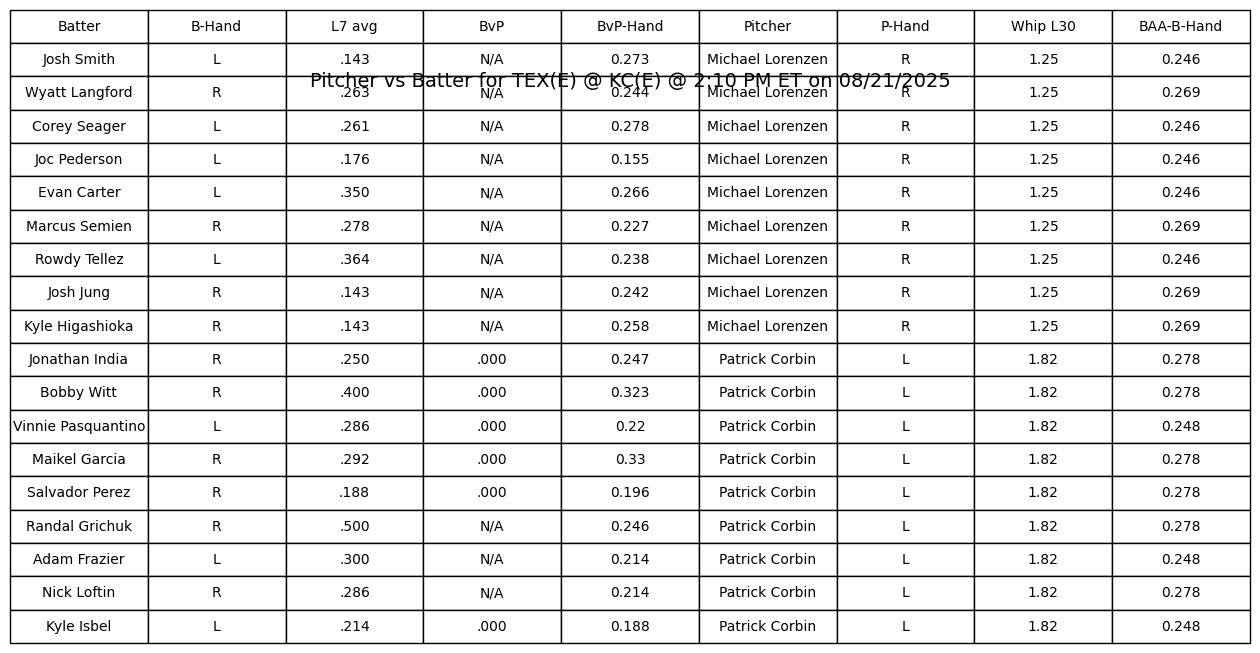 Batter B-Hand L7 avg BvP BvP-Hand Pitcher P-Hand Whip L30 BAA-B-Hand
Josh Smith L .143 N/A 0.273 Michael Lorenzen R 1.25 0.246
Pitcher vs Batter for TEX(E) @ KC(E) @ 2:10 PM ET on 08/21/2025
Wyatt Langford R .263 N/A 0.244 Michael Lorenzen R 1.25 0.269
Corey Seager L .261 N/A 0.278 Michael Lorenzen R 1.25 0.246
Joc Pederson L .176 N/A 0.155 Michael Lorenzen R 1.25 0.246
Evan Carter L .350 N/A 0.266 Michael Lorenzen R 1.25 0.246
Marcus Semien R .278 N/A 0.227 Michael Lorenzen R 1.25 0.269
Rowdy Tellez L .364 N/A 0.238 Michael Lorenzen R 1.25 0.246
Josh Jung R .143 N/A 0.242 Michael Lorenzen R 1.25 0.269
Kyle Higashioka R .143 N/A 0.258 Michael Lorenzen R 1.25 0.269
Jonathan India R .250 .000 0.247 Patrick Corbin L 1.82 0.278
Bobby Witt R .400 .000 0.323 Patrick Corbin L 1.82 0.278
Vinnie Pasquantino L .286 .000 0.22 Patrick Corbin L 1.82 0.248
Maikel Garcia R .292 .000 0.33 Patrick Corbin L 1.82 0.278
Salvador Perez R .188 .000 0.196 Patrick Corbin L 1.82 0.278
Randal Grichuk R .500 N/A 0.246 Patrick Corbin L 1.82 0.278
Adam Frazier L .300 N/A 0.214 Patrick Corbin L 1.82 0.248
Nick Loftin R .286 N/A 0.214 Patrick Corbin L 1.82 0.278
Kyle Isbel L .214 .000 0.188 Patrick Corbin L 1.82 0.248